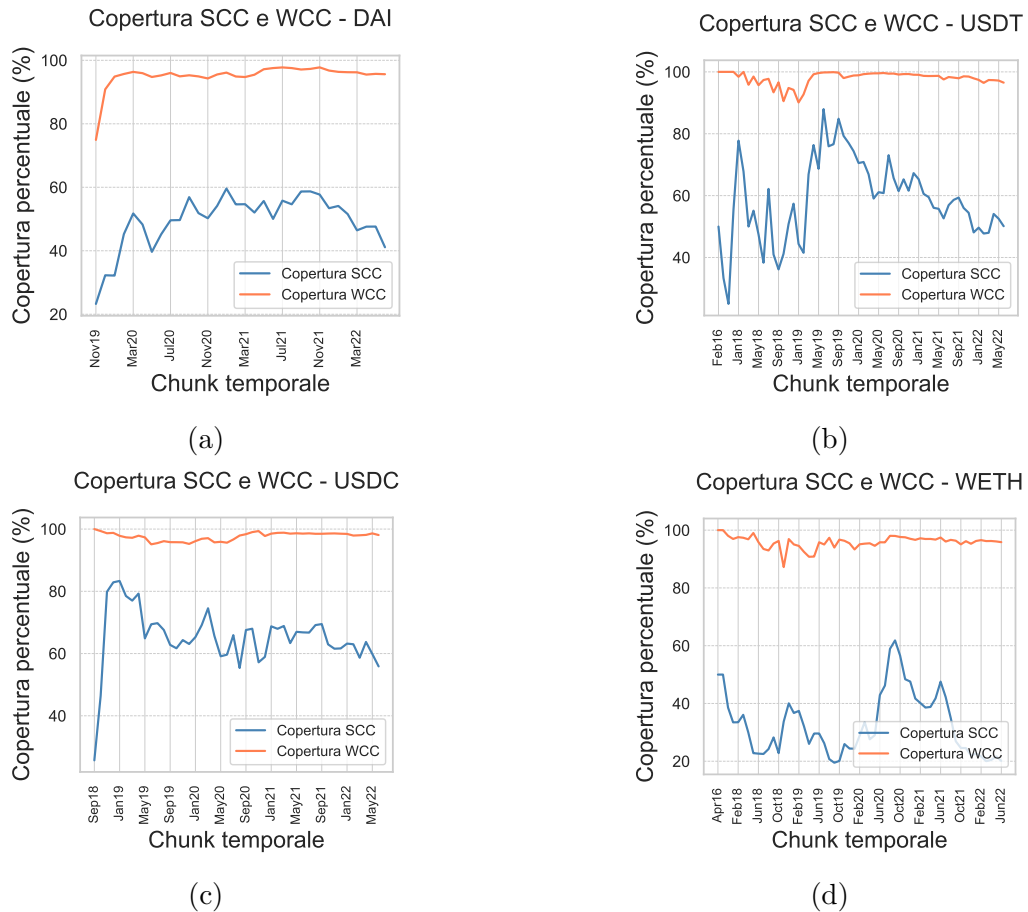 Copertura SCC e WCC - DAI
Copertura percentuale (%)
100
80
60
40
20
Copertura SCC
Copertura WCC
Nov19 Mar20 Jul20 Nov20 Mar21 Jul21 Nov21 Mar22
Chunk temporale
(a)
Copertura SCC e WCC - USDT
Copertura percentuale (%)
100
80
60
40
Copertura SCC
Copertura WCC
Feb16 Jan18 May18 Sep18 Jan19 May19 Sep19 Jan20 May20 Sep20 Jan21 May21 Sep21 Jan22 May22
Chunk temporale
(b)
Copertura SCC e WCC - USDC
Copertura percentuale (%)
100
80
60
40
Copertura SCC
Copertura WCC
Sep18 Jan19 May19 Sep19 Jan20 May20 Sep20 Jan21 May21 Sep21 Jan22 May22
Chunk temporale
(c)
Copertura SCC e WCC - WETH
Copertura percentuale (%)
100
80
60
40
20
Copertura SCC
Copertura WCC
Apr16 Feb18 Jun18 Oct18 Feb19 Jun19 Oct19 Feb20 Jun20 Oct20 Feb21 Jun21 Oct21 Feb22 Jun22
Chunk temporale
(d)